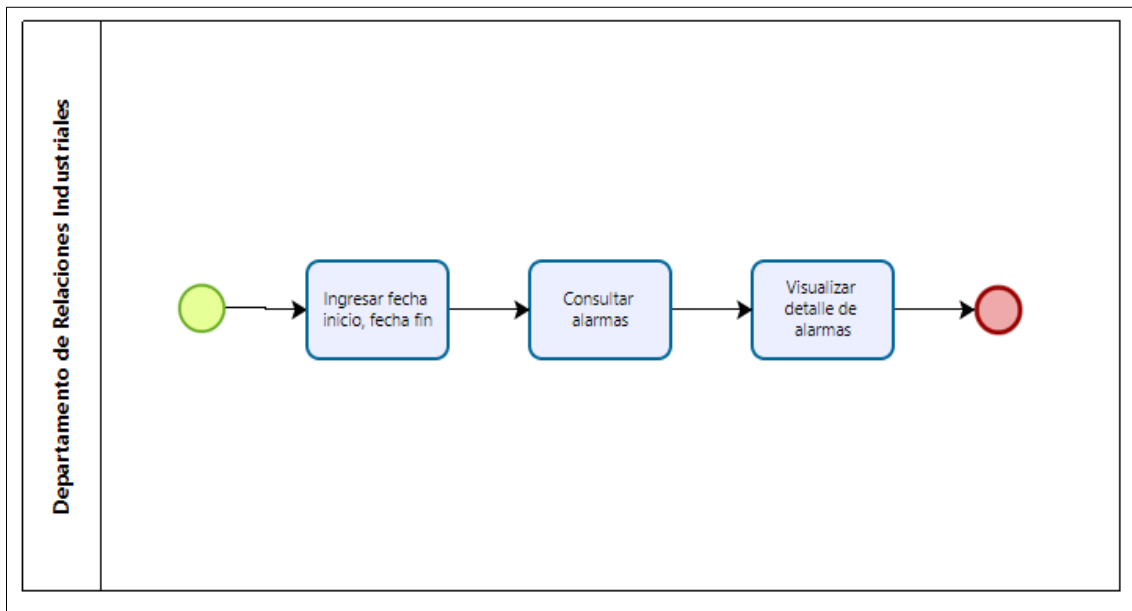 Departamento de Relaciones Industriales
Ingresar fecha
inicio, fecha fin
Consultar
alarmas
Visualizar
detalle de
alarmas